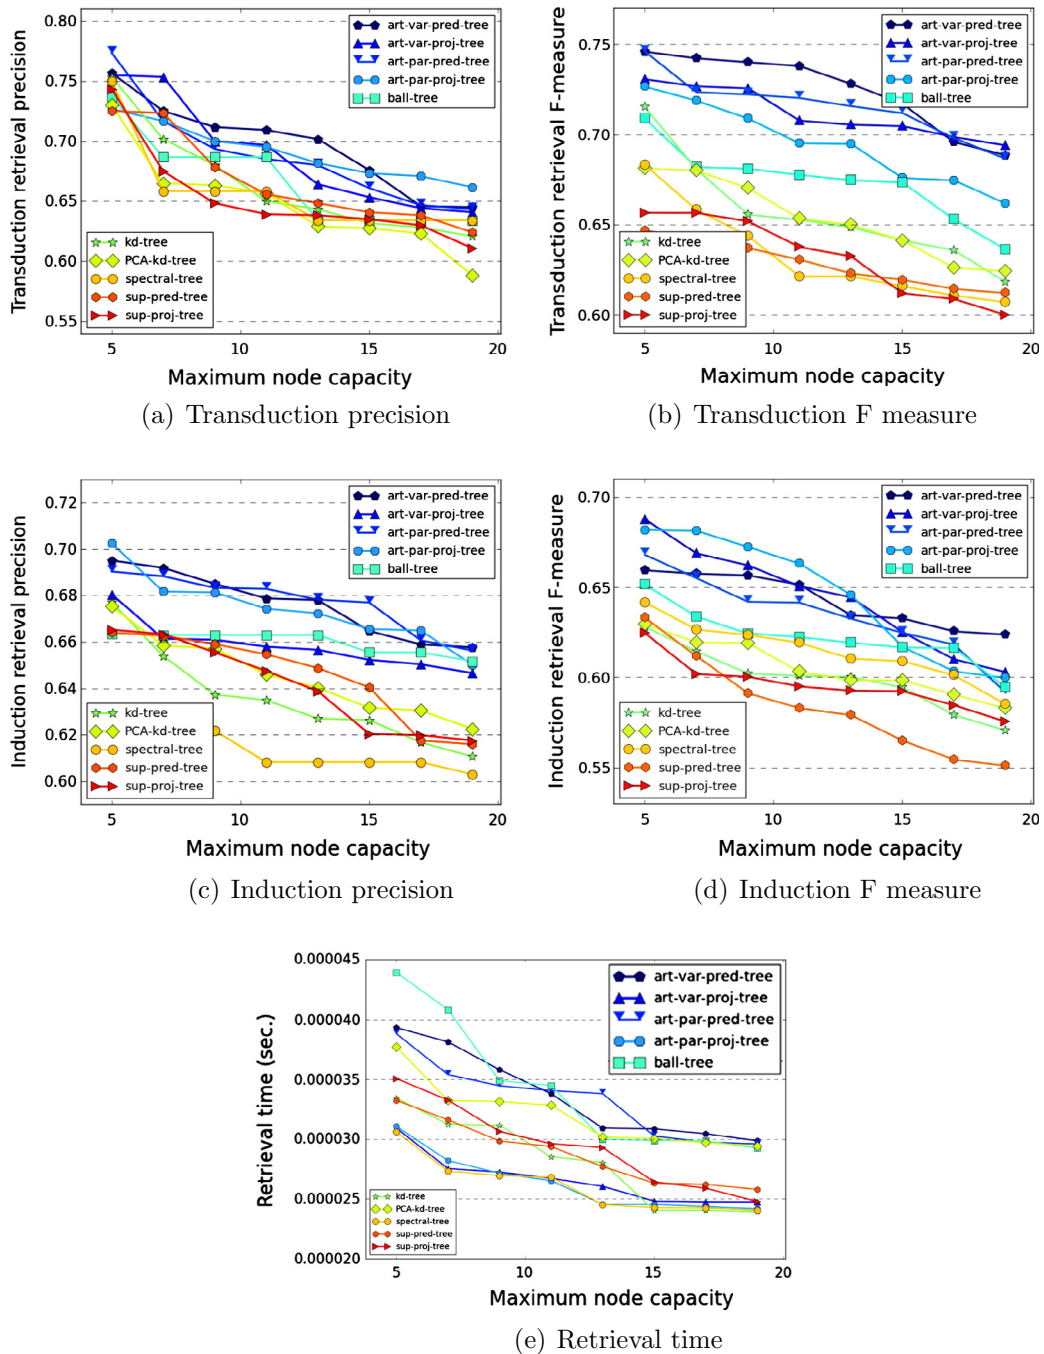 0.80
0.75
0.70
0.65
0.60
0.55
Transduction retrieval precision
art-var-pred-tree
art-var-proj-tree
art-par-pred-tree
art-par-proj-tree
ball-tree
kd-tree
PCA-kd-tree
spectral-tree
sup-pred-tree
sup-proj-tree
5 10 15 20
Maximum node capacity
(a) Transduction precision
0.75
0.70
0.65
0.60
Transduction retrieval F-measure
art-var-pred-tree
art-var-proj-tree
art-par-pred-tree
art-par-proj-tree
ball-tree
kd-tree
PCA-kd-tree
spectral-tree
sup-pred-tree
sup-proj-tree
5 10 15 20
Maximum node capacity
(b) Transduction F measure
0.72
0.70
0.68
0.66
0.64
0.62
0.60
Induction retrieval precision
art-var-pred-tree
art-var-proj-tree
art-par-pred-tree
art-par-proj-tree
ball-tree
kd-tree
PCA-kd-tree
spectral-tree
sup-pred-tree
sup-proj-tree
5 10 15 20
Maximum node capacity
(c) Induction precision
0.70
0.65
0.60
0.55
Induction retrieval F-measure
art-var-pred-tree
art-var-proj-tree
art-par-pred-tree
art-par-proj-tree
ball-tree
kd-tree
PCA-kd-tree
spectral-tree
sup-pred-tree
sup-proj-tree
5 10 15 20
Maximum node capacity
(d) Induction F measure
0.000045
0.000040
0.000035
0.000030
0.000025
0.000020
Retrieval time (sec.)
art-var-pred-tree
art-var-proj-tree
art-par-pred-tree
art-par-proj-tree
ball-tree
kd-tree
PCA-kd-tree
spectral-tree
sup-pred-tree
sup-proj-tree
5 10 15 20
Maximum node capacity
(e) Retrieval time